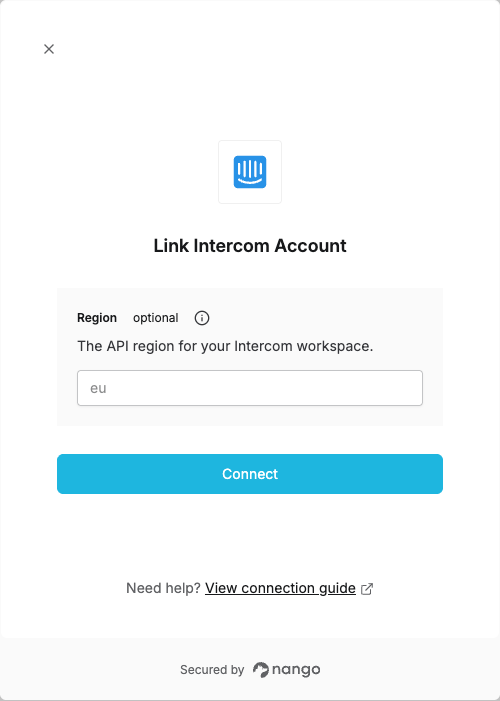 Link Intercom Account
Region optional
The API region for your Intercom workspace.
eu
Connect
Need help? View connection guide
Secured by nango